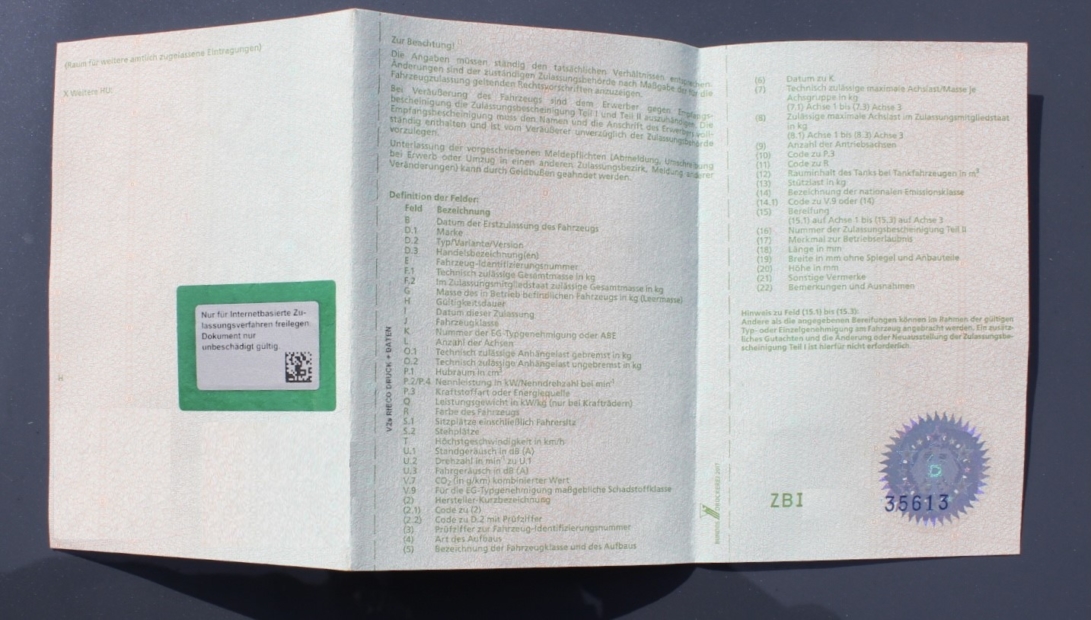 (Raum für weitere amtlich zugelassene Eintragungen)
X Weitere HU:
Nur für Internetbasierte Zu-
lassungsverfahren freilegen.
Dokument nur
unbeschädigt gültig.
V2a RIECO DRUCK + DATEN
Zur Beachtung!
Die Angaben müssen ständig den tatsächlichen Verhältnissen entsprechen.
Änderungen sind der zuständigen Zulassungsbehörde nach Maßgabe der für die
Fahrzeugzulassung geltenden Rechtsvorschriften anzuzeigen.
Bei Veräußerung des Fahrzeugs sind dem Erwerber gegen Empfangs-
bescheinigung die Zulassungsbescheinigung Teil I und Teil II auszuhändigen. Die
Empfangsbescheinigung muss den Namen und die Anschrift des Erwerbers voll-
ständig enthalten und ist vom Veräußerer unverzüglich der Zulassungsbehörde
vorzulegen.
Unterlassung der vorgeschriebenen Meldepflichten (Abmeldung, Umschreibung
bei Erwerb oder Umzug in einen anderen Zulassungsbezirk, Meldung anderer
Veränderungen) kann durch Geldbußen geahndet werden.
Definition der Felder:
Feld Bezeichnung
B Datum der Erstzulassung des Fahrzeugs
D.1 Marke
D.2 Typ/Variante/Version
D.3 Handelsbezeichnung(en)
E Fahrzeug-Identifizierungsnummer
F.1 Technisch zulässige Gesamtmasse in kg
F.2 Im Zulassungsmitgliedstaat zulässige Gesamtmasse in kg
G Masse des in Betrieb befindlichen Fahrzeugs in kg (Leermasse)
H Gültigkeitsdauer
I Datum dieser Zulassung
J Fahrzeugklasse
K Nummer der EG-Typgenehmigung oder ABE
L Anzahl der Achsen
O.1 Technisch zulässige Anhängelast gebremst in kg
O.2 Technisch zulässige Anhängelast ungebremst in kg
P.1 Hubraum in cm³
P.2/P.4 Nennleistung in kW/Nenndrehzahl bei min⁻¹
P.3 Kraftstoffart oder Energiequelle
Q Leistungsgewicht in kW/kg (nur bei Krafträdern)
R Farbe des Fahrzeugs
S.1 Sitzplätze einschließlich Fahrersitz
S.2 Stehplätze
T Höchstgeschwindigkeit in km/h
U.1 Standgeräusch in dB (A)
U.2 Drehzahl in min⁻¹ zu U.1
U.3 Fahrgeräusch in dB (A)
V.7 CO₂ (in g/km) kombinierter Wert
V.9 Für die EG-Typgenehmigung maßgebliche Schadstoffklasse
(2) Hersteller-Kurzbezeichnung
(2.1) Code zu (2)
(2.2) Code zu D.2 mit Prüfziffer
(3) Prüfziffer zur Fahrzeug-Identifizierungsnummer
(4) Art des Aufbaus
(5) Bezeichnung der Fahrzeugklasse und des Aufbaus
(6) Datum zu K
(7) Technisch zulässige maximale Achslast/Masse je
Achsgruppe in kg
(7.1) Achse 1 bis (7.3) Achse 3
(8) Zulässige maximale Achslast im Zulassungsmitgliedstaat
in kg
(8.1) Achse 1 bis (8.3) Achse 3
(9) Anzahl der Antriebsachsen
(10) Code zu P.3
(11) Code zu R
(12) Rauminhalt des Tanks bei Tankfahrzeugen in m³
(13) Stützlast in kg
(14) Bezeichnung der nationalen Emissionsklasse
(14.1) Code zu V.9 oder (14)
(15) Bereifung
(15.1) auf Achse 1 bis (15.3) auf Achse 3
(16) Nummer der Zulassungsbescheinigung Teil II
(17) Merkmal zur Betriebserlaubnis
(18) Länge in mm
(19) Breite in mm ohne Spiegel und Anbauteile
(20) Höhe in mm
(21) Sonstige Vermerke
(22) Bemerkungen und Ausnahmen
Hinweis zu Feld (15.1) bis (15.3):
Andere als die angegebenen Bereifungen können im Rahmen der gültigen
Typ- oder Einzelgenehmigung am Fahrzeug angebracht werden. Ein zusätz-
liches Gutachten und die Änderung oder Neuausstellung der Zulassungsbe-
scheinigung Teil I ist hierfür nicht erforderlich.
ZBI
D
35613